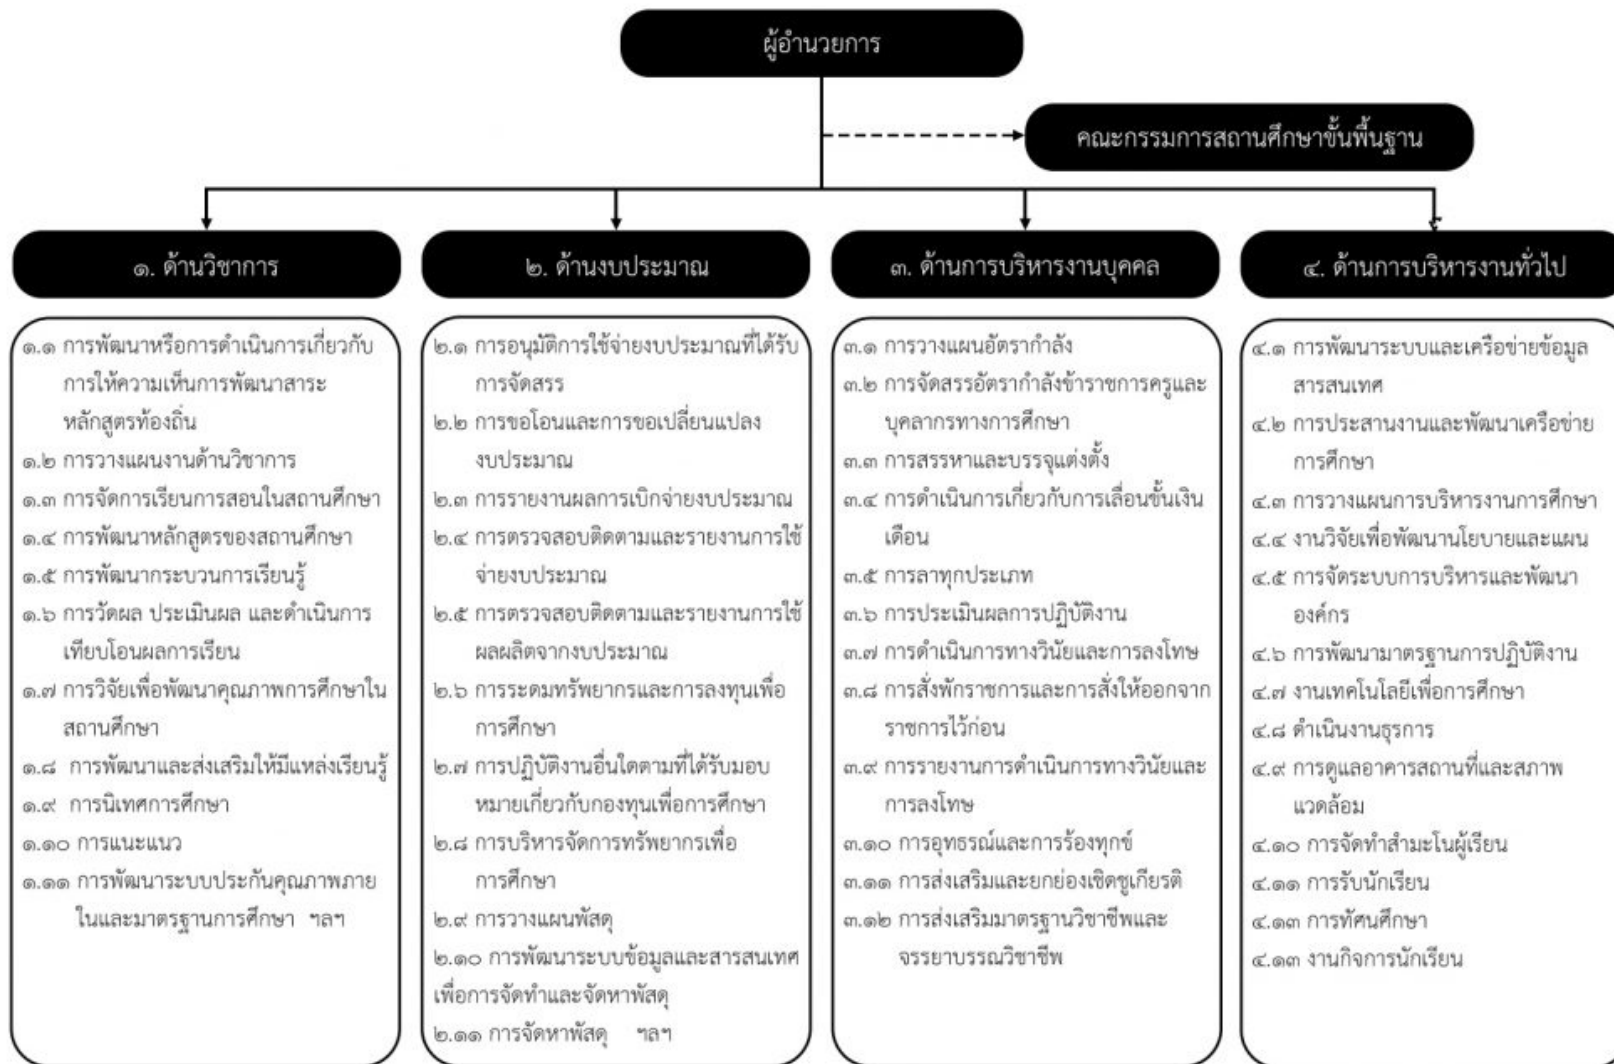 ผู้อำนวยการ
คณะกรรมการสถานศึกษาขั้นพื้นฐาน
๑. ด้านวิชาการ
๑.๑ การพัฒนาหรือการดำเนินการเกี่ยวกับ
การให้ความเห็นการพัฒนาสาระ
หลักสูตรท้องถิ่น
๑.๒ การวางแผนงานด้านวิชาการ
๑.๓ การจัดการเรียนการสอนในสถานศึกษา
๑.๔ การพัฒนาหลักสูตรของสถานศึกษา
๑.๕ การพัฒนากระบวนการเรียนรู้
๑.๖ การวัดผล ประเมินผล และดำเนินการ
เทียบโอนผลการเรียน
๑.๗ การวิจัยเพื่อพัฒนาคุณภาพการศึกษาใน
สถานศึกษา
๑.๘ การพัฒนาและส่งเสริมให้มีแหล่งเรียนรู้
๑.๙ การนิเทศการศึกษา
๑.๑๐ การแนะแนว
๑.๑๑ การพัฒนาระบบประกันคุณภาพภาย
ในและมาตรฐานการศึกษา ฯลฯ
๒. ด้านงบประมาณ
๒.๑ การอนุมัติการใช้จ่ายงบประมาณที่ได้รับ
การจัดสรร
๒.๒ การขอโอนและการขอเปลี่ยนแปลง
งบประมาณ
๒.๓ การรายงานผลการเบิกจ่ายงบประมาณ
๒.๔ การตรวจสอบติดตามและรายงานการใช้
จ่ายงบประมาณ
๒.๕ การตรวจสอบติดตามและรายงานการใช้
ผลผลิตจากงบประมาณ
๒.๖ การระดมทรัพยากรและการลงทุนเพื่อ
การศึกษา
๒.๗ การปฏิบัติงานอื่นใดตามที่ได้รับมอบ
หมายเกี่ยวกับกองทุนเพื่อการศึกษา
๒.๘ การบริหารจัดการทรัพยากรเพื่อ
การศึกษา
๒.๙ การวางแผนพัสดุ
๒.๑๐ การพัฒนาระบบข้อมูลและสารสนเทศ
เพื่อการจัดทำและจัดหาพัสดุ
๒.๑๑ การจัดหาพัสดุ ฯลฯ
๓. ด้านการบริหารงานบุคคล
๓.๑ การวางแผนอัตรากำลัง
๓.๒ การจัดสรรอัตรากำลังข้าราชการครูและ
บุคลากรทางการศึกษา
๓.๓ การสรรหาและบรรจุแต่งตั้ง
๓.๔ การดำเนินการเกี่ยวกับการเลื่อนขั้นเงิน
เดือน
๓.๕ การลาทุกประเภท
๓.๖ การประเมินผลการปฏิบัติงาน
๓.๗ การดำเนินการทางวินัยและการลงโทษ
๓.๘ การสั่งพักราชการและการสั่งให้ออกจาก
ราชการไว้ก่อน
๓.๙ การรายงานการดำเนินการทางวินัยและ
การลงโทษ
๓.๑๐ การอุทธรณ์และการร้องทุกข์
๓.๑๑ การส่งเสริมและยกย่องเชิดชูเกียรติ
๓.๑๒ การส่งเสริมมาตรฐานวิชาชีพและ
จรรยาบรรณวิชาชีพ
๔. ด้านการบริหารงานทั่วไป
๔.๑ การพัฒนาระบบและเครือข่ายข้อมูล
สารสนเทศ
๔.๒ การประสานงานและพัฒนาเครือข่าย
การศึกษา
๔.๓ การวางแผนการบริหารงานการศึกษา
๔.๔ งานวิจัยเพื่อพัฒนานโยบายและแผน
๔.๕ การจัดระบบการบริหารและพัฒนา
องค์กร
๔.๖ การพัฒนามาตรฐานการปฏิบัติงาน
๔.๗ งานเทคโนโลยีเพื่อการศึกษา
๔.๘ ดำเนินงานธุรการ
๔.๙ การดูแลอาคารสถานที่และสภาพ
แวดล้อม
๔.๑๐ การจัดทำสำมะโนผู้เรียน
๔.๑๑ การรับนักเรียน
๔.๑๓ การทัศนศึกษา
๔.๑๓ งานกิจการนักเรียน